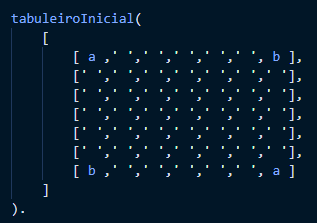 tabuleiroInicial(
    [
        [ a ,' ',' ',' ',' ',' ', b ],
        [' ',' ',' ',' ',' ',' ',' '],
        [' ',' ',' ',' ',' ',' ',' '],
        [' ',' ',' ',' ',' ',' ',' '],
        [' ',' ',' ',' ',' ',' ',' '],
        [' ',' ',' ',' ',' ',' ',' '],
        [ b ,' ',' ',' ',' ',' ', a ]
    ]
).